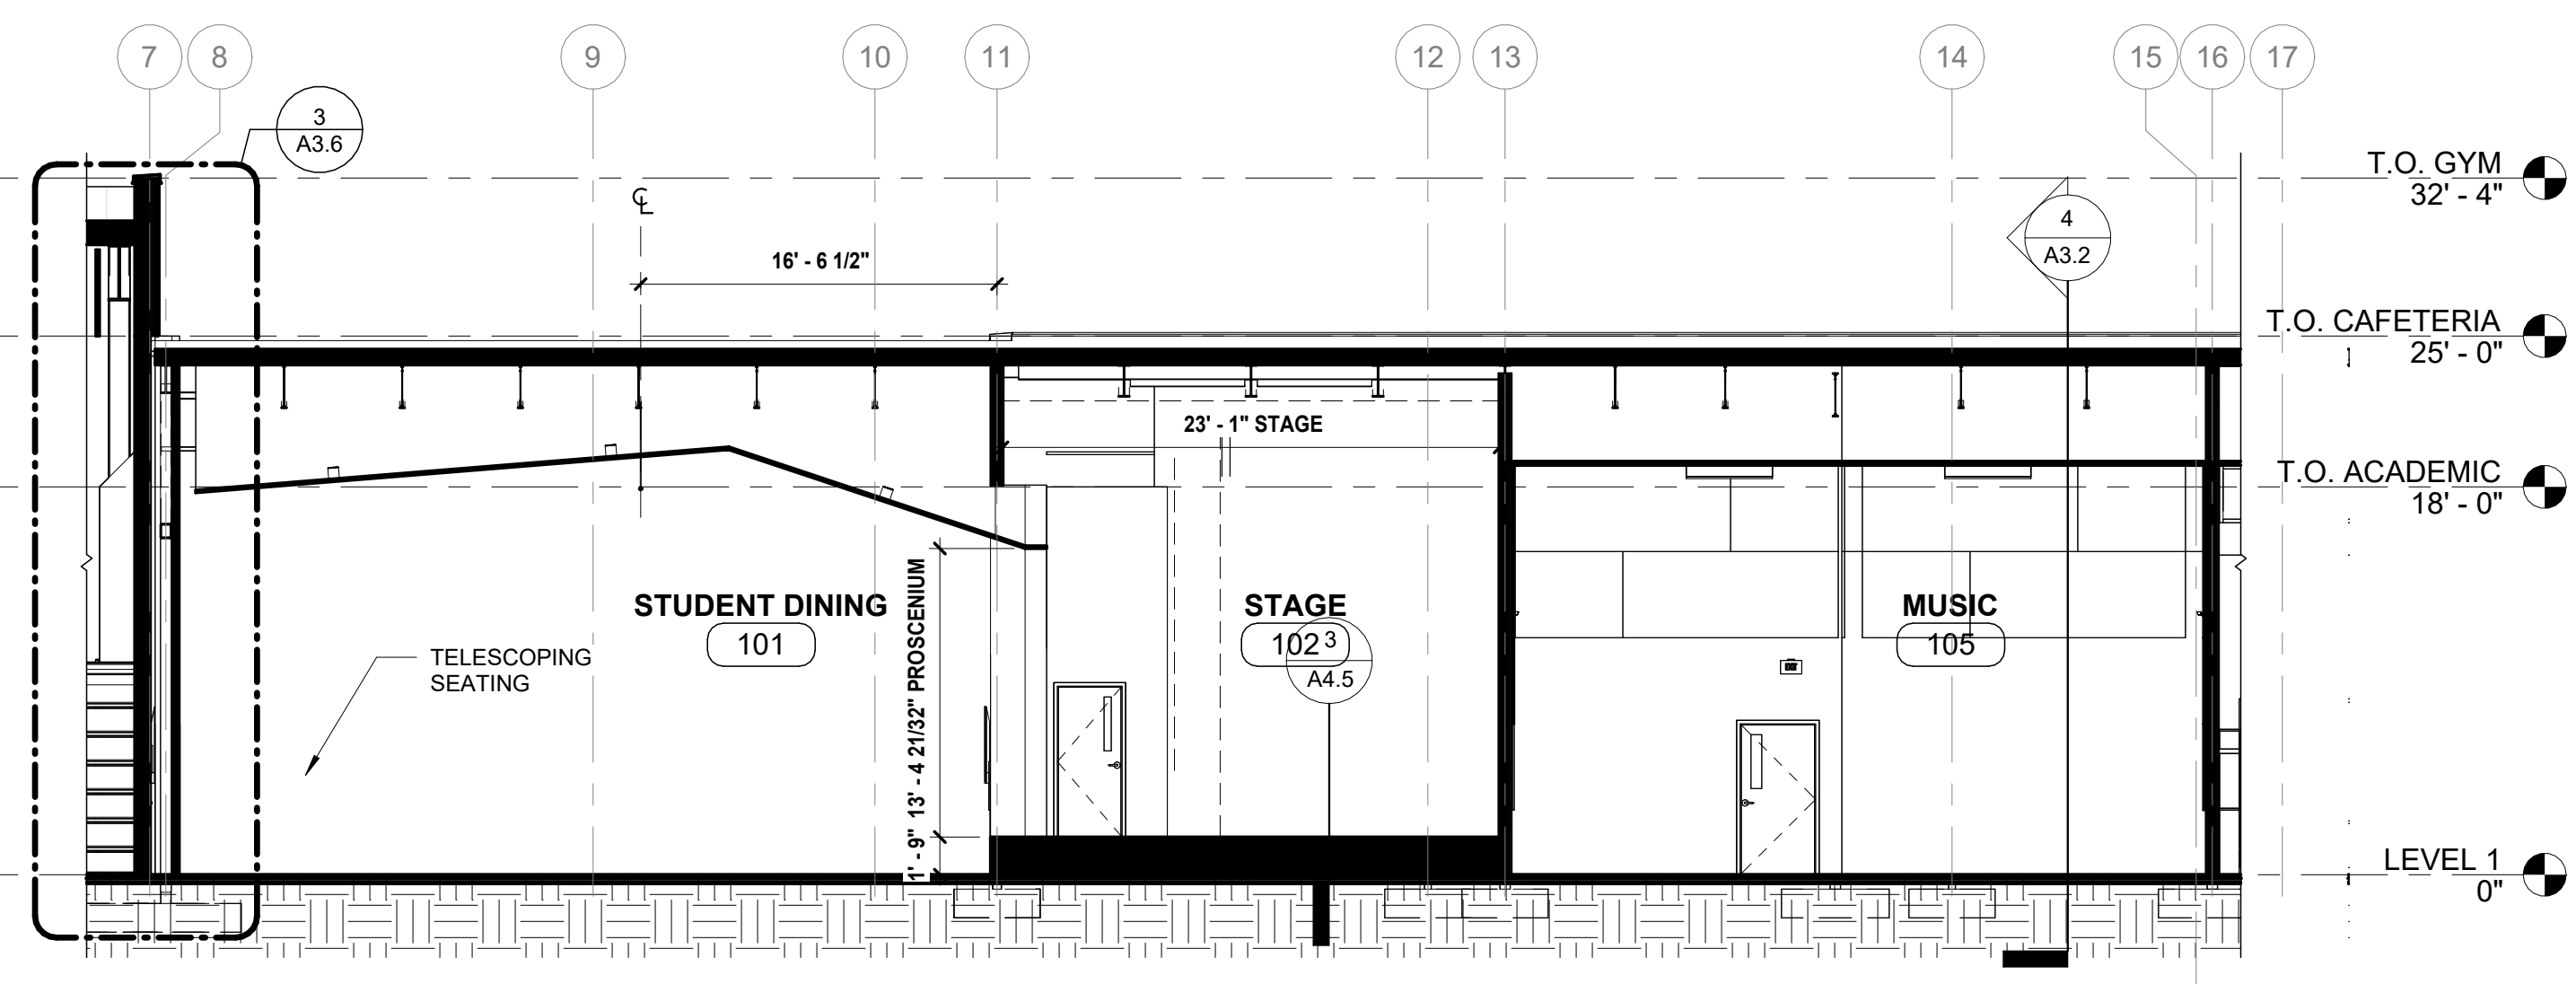 7
8
9
10
11
12
13
14
15
16
17
3
A3.6
T.O. GYM
32' - 4"
℄
4
A3.2
16' - 6 1/2"
T.O. CAFETERIA
25' - 0"
23' - 1" STAGE
T.O. ACADEMIC
18' - 0"
STUDENT DINING
101
STAGE
102
3
A4.5
MUSIC
105
TELESCOPING
SEATING
EXIT
1' - 9"
13' - 4 21/32" PROSCENIUM
LEVEL 1
0"